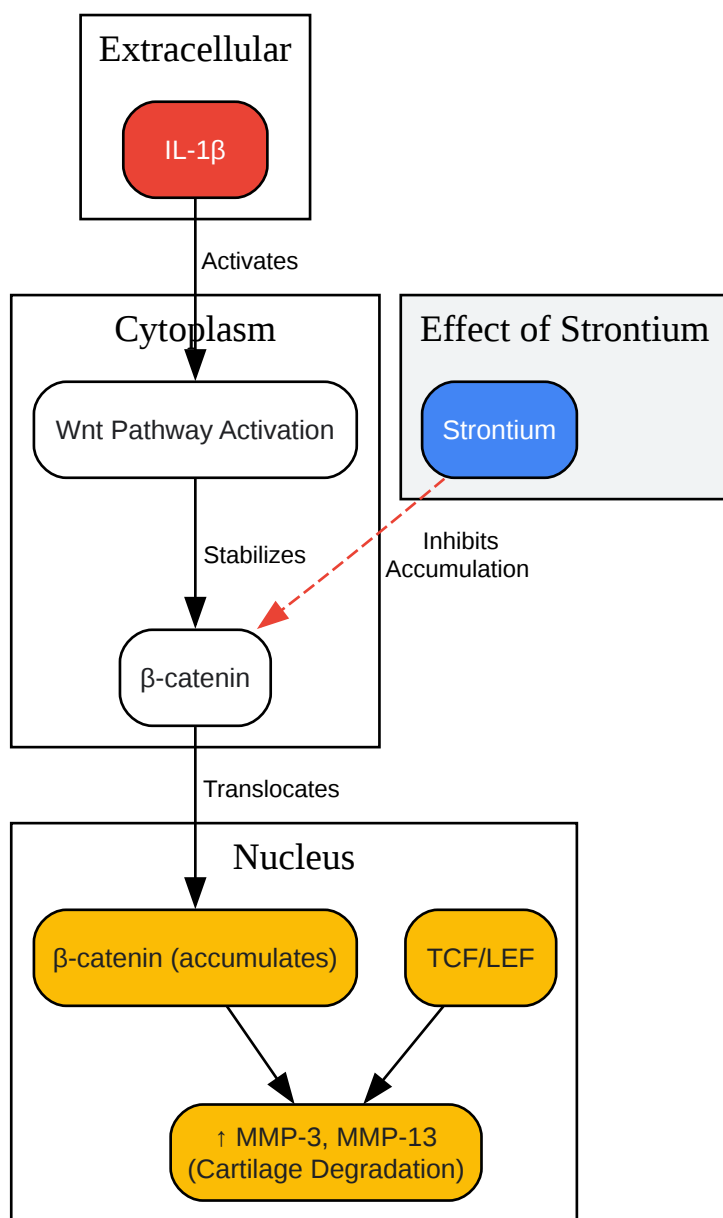 Extracellular
IL-1β
Activates
Cytoplasm
Effect of Strontium
Wnt Pathway Activation
Strontium
Stabilizes
Inhibits
Accumulation
β-catenin
Translocates
Nucleus
β-catenin (accumulates)
TCF/LEF
↑ MMP-3, MMP-13
(Cartilage Degradation)